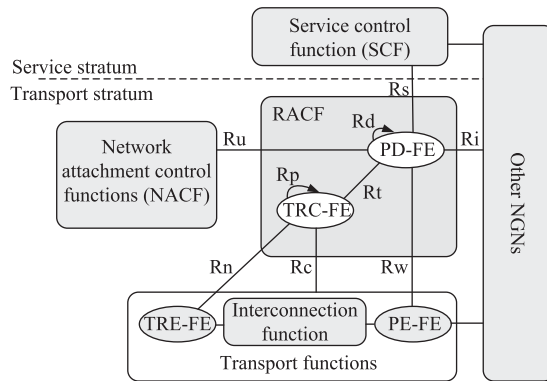 Service control
function (SCF)
Service stratum
Transport stratum
Rs
RACF
Rd
Network
attachment control
functions (NACF)
Ru
PD-FE
Ri
Rp
Rt
TRC-FE
Other NGNs
Rn
Rc
Rw
TRE-FE
Interconnection
function
PE-FE
Transport functions